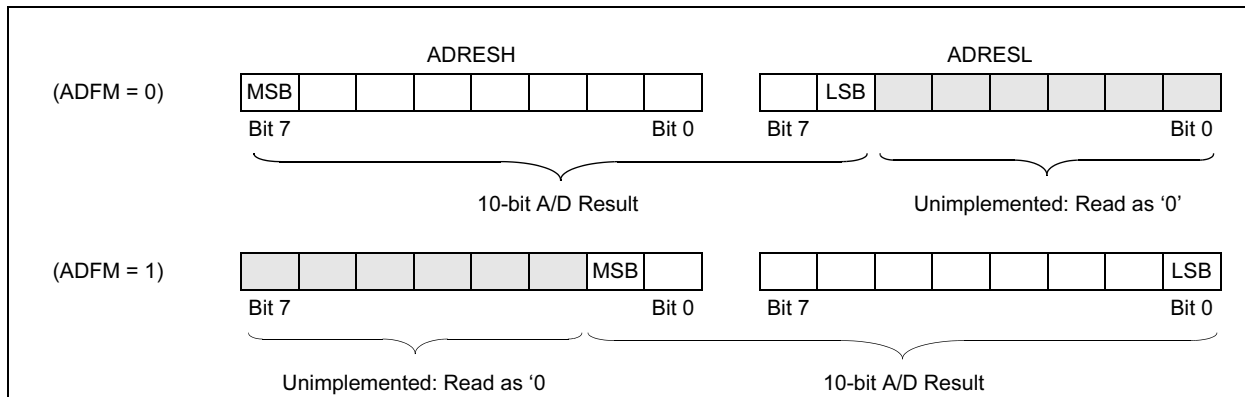 ADRESH ADRESL
(ADFM = 0) MSB LSB
Bit 7 Bit 0 Bit 7 Bit 0
10-bit A/D Result Unimplemented: Read as ‘0’
(ADFM = 1) MSB LSB
Bit 7 Bit 0 Bit 7 Bit 0
Unimplemented: Read as ‘0 10-bit A/D Result